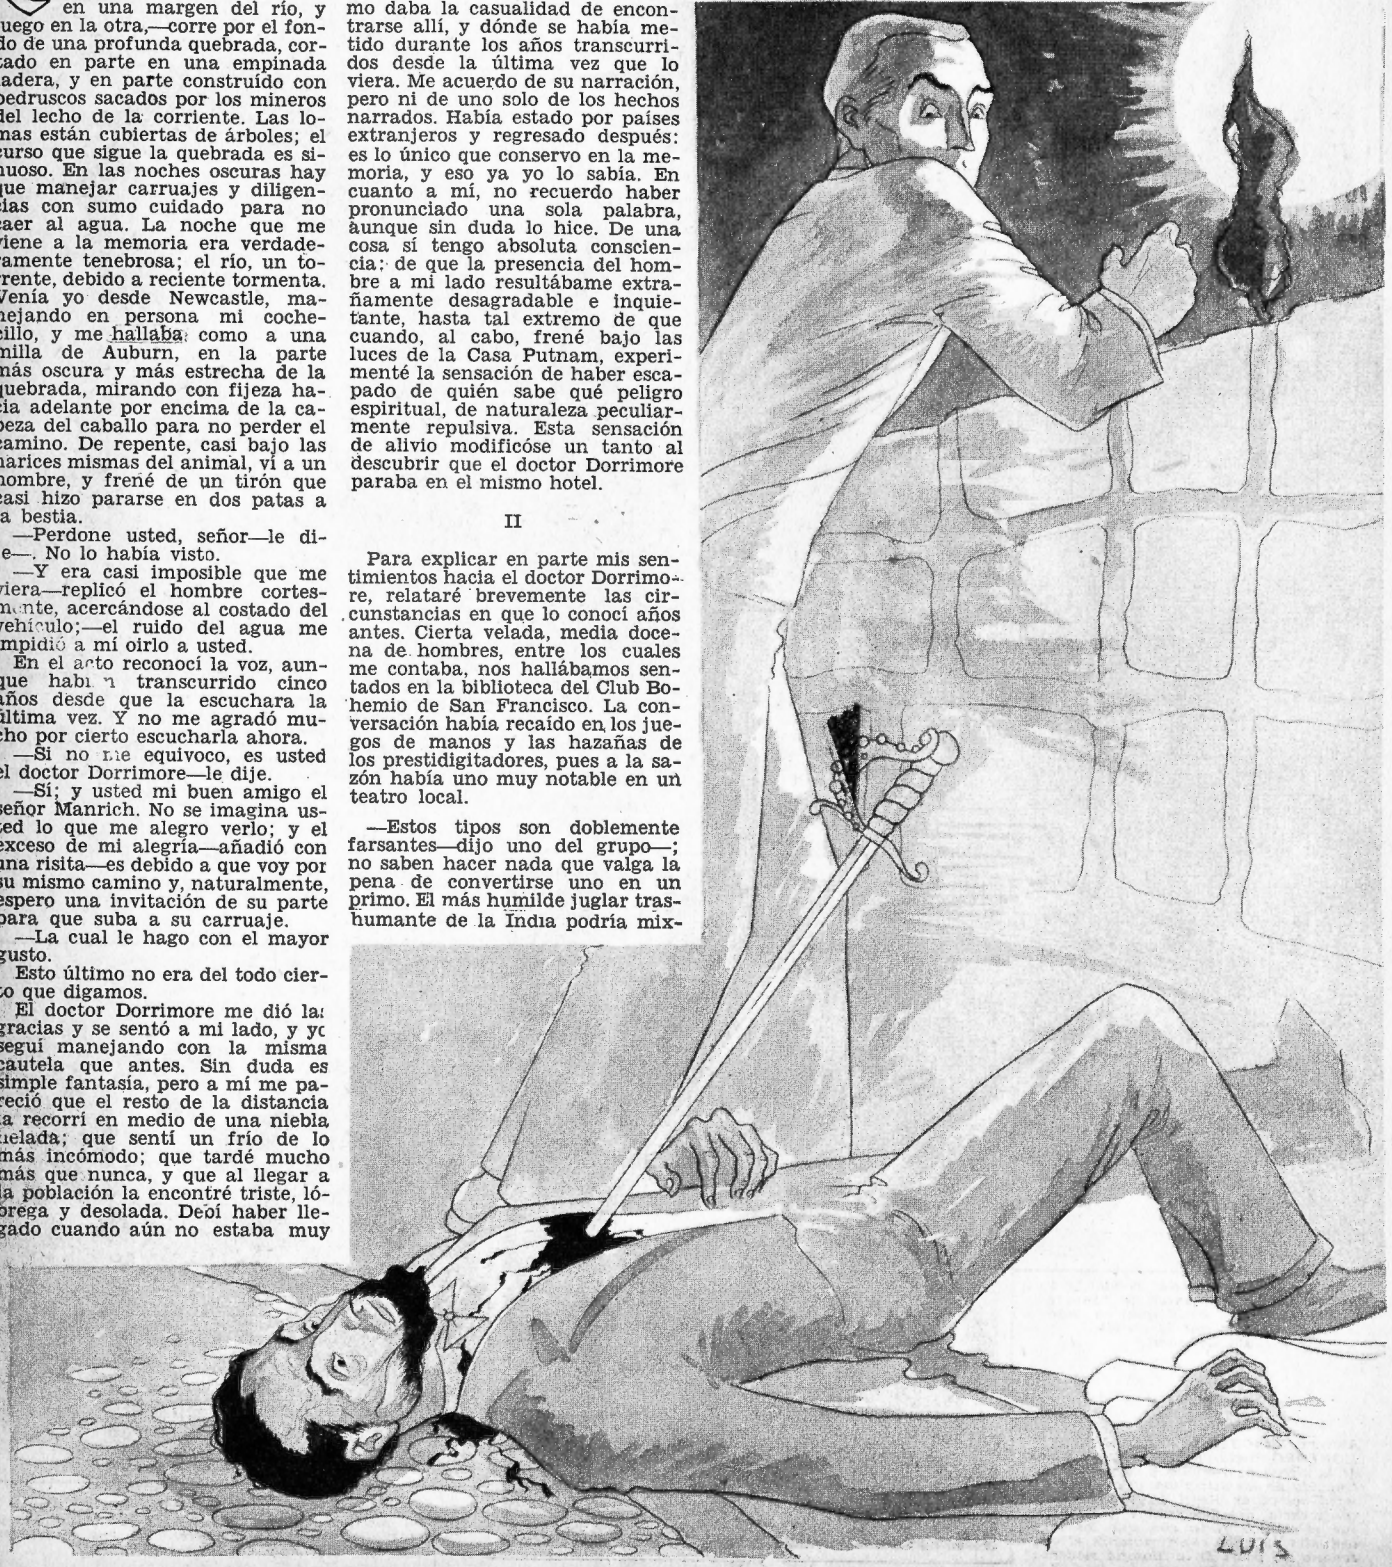 en una margen del río, y
uego en la otra,—corre por el fon-
do de una profunda quebrada, cor-
tado en parte en una empinada
ladera, y en parte construído con
pedruscos sacados por los mineros
del lecho de la corriente. Las lo-
mas están cubiertas de árboles; el
curso que sigue la quebrada es si-
nuoso. En las noches oscuras hay
que manejar carruajes y diligen-
cias con sumo cuidado para no
caer al agua. La noche que me
viene a la memoria era verdade-
ramente tenebrosa; el río, un to-
rrente, debido a reciente tormenta.
Venía yo desde Newcastle, ma-
nejando en persona mi coche-
cillo, y me hallaba como a una
milla de Auburn, en la parte
más oscura y más estrecha de la
quebrada, mirando con fijeza ha-
cia adelante por encima de la ca-
beza del caballo para no perder el
camino. De repente, casi bajo las
narices mismas del animal, ví a un
hombre, y frené de un tirón que
casi hizo pararse en dos patas a
la bestia.
—Perdone usted, señor—le di-
je—. No lo había visto.
—Y era casi imposible que me
viera—replicó el hombre cortes-
mente, acercándose al costado del
vehículo;—el ruido del agua me
impidió a mí oirlo a usted.
En el acto reconocí la voz, aun-
que habían transcurrido cinco
años desde que la escuchara la
última vez. Y no me agradó mu-
cho por cierto escucharla ahora.
—Si no me equivoco, es usted
el doctor Dorrimore—le dije.
—Sí; y usted mi buen amigo el
señor Manrich. No se imagina us-
ted lo que me alegro verlo; y el
exceso de mi alegría—añadió con
una risita—es debido a que voy por
su mismo camino y, naturalmente,
espero una invitación de su parte
para que suba a su carruaje.
—La cual le hago con el mayor
gusto.
Esto último no era del todo cier-
to que digamos.
El doctor Dorrimore me dió las
gracias y se sentó a mi lado, y yo
seguí manejando con la misma
cautela que antes. Sin duda es
simple fantasía, pero a mí me pa-
reció que el resto de la distancia
la recorrí en medio de una niebla
helada; que sentí un frío de lo
más incómodo; que tardé mucho
más que nunca, y que al llegar a
la población la encontré triste, ló-
brega y desolada. Debí haber lle-
gado cuando aún no estaba muy
mo daba la casualidad de encon-
trarse allí, y dónde se había me-
tido durante los años transcurri-
dos desde la última vez que lo
viera. Me acuerdo de su narración,
pero ni de uno solo de los hechos
narrados. Había estado por países
extranjeros y regresado después:
es lo único que conservo en la me-
moria, y eso ya yo lo sabía. En
cuanto a mí, no recuerdo haber
pronunciado una sola palabra,
aunque sin duda lo hice. De una
cosa sí tengo absoluta conscien-
cia: de que la presencia del hom-
bre a mi lado resultábame extra-
ñamente desagradable e inquie-
tante, hasta tal extremo de que
cuando, al cabo, frené bajo las
luces de la Casa Putnam, experi-
menté la sensación de haber esca-
pado de quién sabe qué peligro
espiritual, de naturaleza peculiar-
mente repulsiva. Esta sensación
de alivio modificóse un tanto al
descubrir que el doctor Dorrimore
paraba en el mismo hotel.
II
Para explicar en parte mis sen-
timientos hacia el doctor Dorrimo-
re, relataré brevemente las cir-
cunstancias en que lo conocí años
antes. Cierta velada, media doce-
na de hombres, entre los cuales
me contaba, nos hallábamos sen-
tados en la biblioteca del Club Bo-
hemio de San Francisco. La con-
versación había recaído en los jue-
gos de manos y las hazañas de
los prestidigitadores, pues a la sa-
zón había uno muy notable en un
teatro local.
—Estos tipos son doblemente
farsantes—dijo uno del grupo—;
no saben hacer nada que valga la
pena de convertirse uno en un
primo. El más humilde juglar tras-
humante de la India podría mix-
LUIS